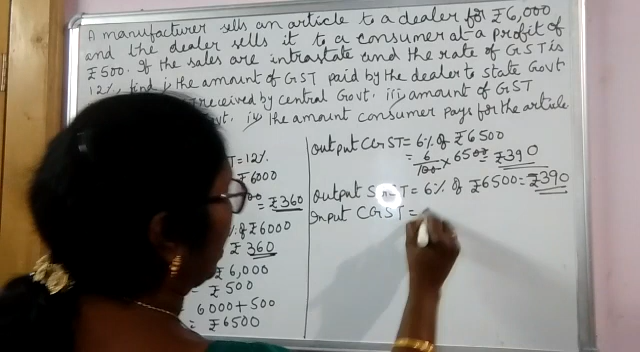 A manufacturer sells an article to a dealer for ₹6,000
and the dealer sells it to a consumer at a profit of
₹500. If the sales are intrastate and the rate of GST is
12%, find i, the amount of GST paid by the dealer to state Govt
received by central Govt. iii, amount of GST
iv, the amount consumer pays for the article
= 12%
₹6000
= ₹360
% of ₹6000
₹360
₹6,000
= ₹500
6000+500
= ₹6500
Output CGST = 6% of ₹6500
= 6/100 × 6500 = ₹390
Output SGST = 6% of ₹6500 = ₹390
Input CGST =